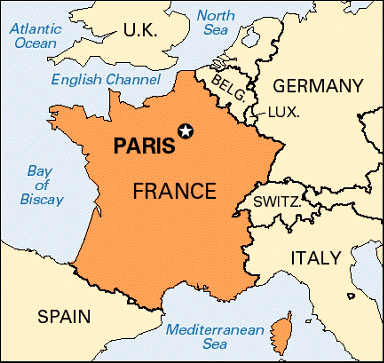 North
Sea
Atlantic
Ocean
U.K.
English Channel
BELG.
GERMANY
LUX.
PARIS
Bay
of
Biscay
FRANCE
SWITZ.
ITALY
SPAIN
Mediterranean
Sea